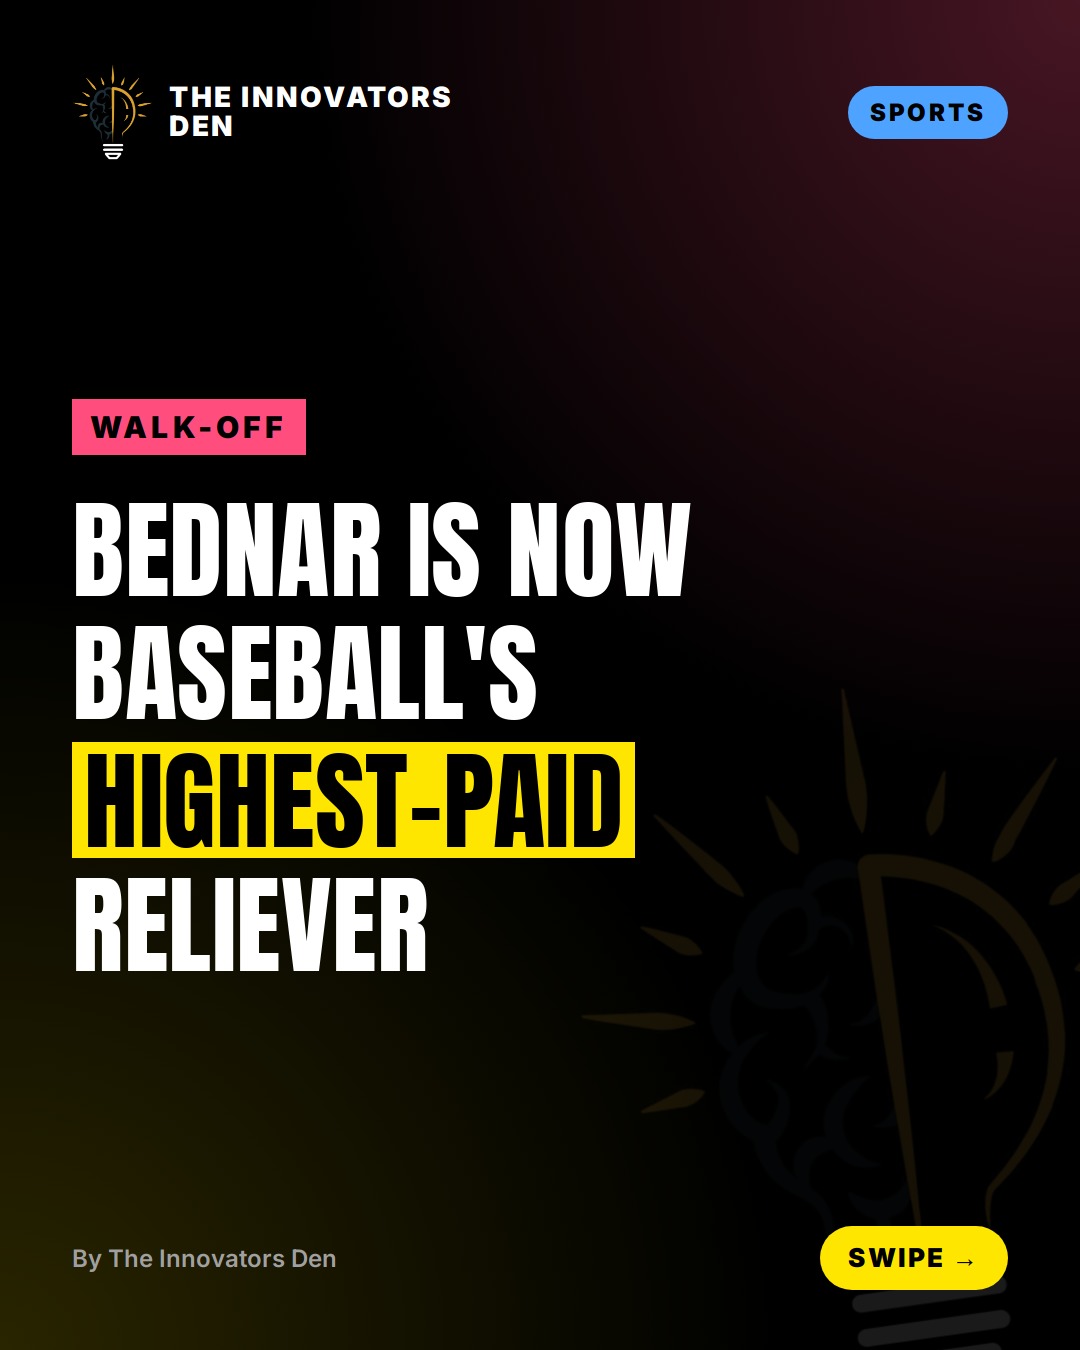 THE INNOVATORS
DEN
SPORTS
WALK-OFF
BEDNAR IS NOW
BASEBALL'S
HIGHEST-PAID
RELIEVER
By The Innovators Den
SWIPE →